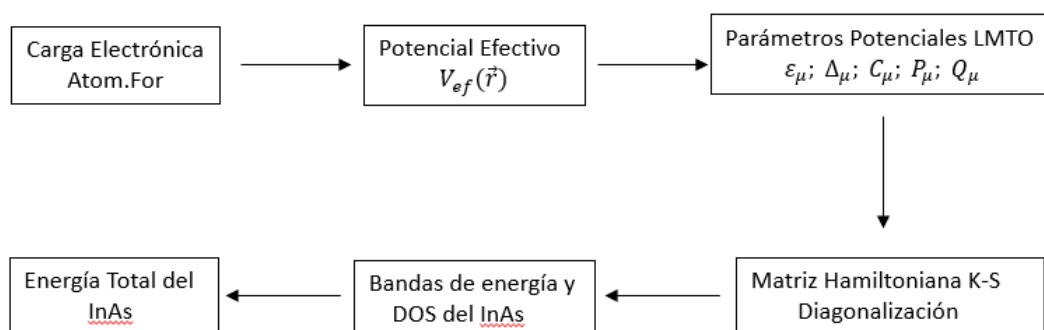 Carga Electrónica
Atom.For
Potencial Efectivo
V_ef(r⃗)
Parámetros Potenciales LMTO
ε_μ; Δ_μ; C_μ; P_μ; Q_μ
Matriz Hamiltoniana K-S
Diagonalización
Bandas de energía y
DOS del InAs
Energía Total del
InAs